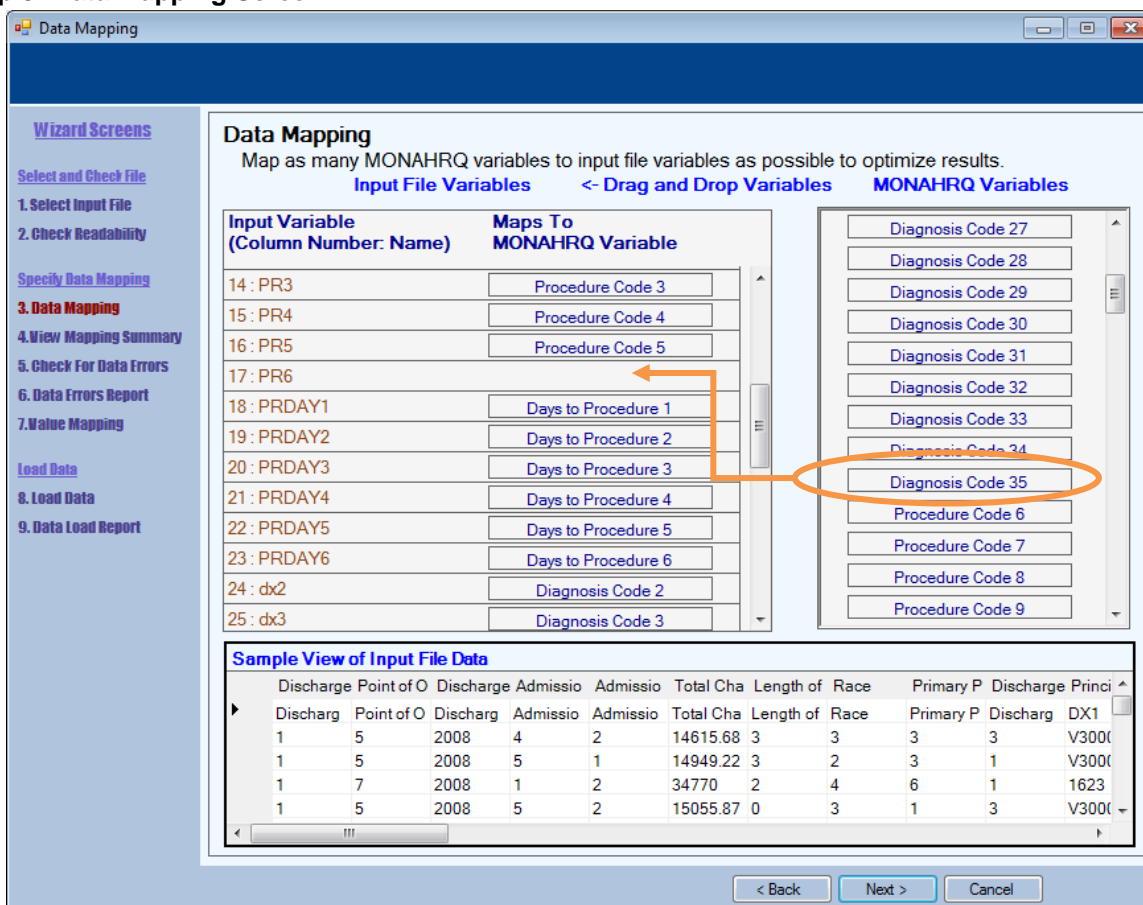 Data Mapping
Wizard Screens
Select and Check File
1. Select Input File
2. Check Readability
Specify Data Mapping
3. Data Mapping
4.View Mapping Summary
5. Check For Data Errors
6. Data Errors Report
7.Value Mapping
Load Data
8. Load Data
9. Data Load Report
Data Mapping
Map as many MONAHRQ variables to input file variables as possible to optimize results.
Input File Variables <- Drag and Drop Variables MONAHRQ Variables
Input Variable Maps To
(Column Number: Name) MONAHRQ Variable
14 : PR3 Procedure Code 3
15 : PR4 Procedure Code 4
16 : PR5 Procedure Code 5
17 : PR6
18 : PRDAY1 Days to Procedure 1
19 : PRDAY2 Days to Procedure 2
20 : PRDAY3 Days to Procedure 3
21 : PRDAY4 Days to Procedure 4
22 : PRDAY5 Days to Procedure 5
23 : PRDAY6 Days to Procedure 6
24 : dx2 Diagnosis Code 2
25 : dx3 Diagnosis Code 3
Diagnosis Code 27
Diagnosis Code 28
Diagnosis Code 29
Diagnosis Code 30
Diagnosis Code 31
Diagnosis Code 32
Diagnosis Code 33
Diagnosis Code 34
Diagnosis Code 35
Procedure Code 6
Procedure Code 7
Procedure Code 8
Procedure Code 9
Sample View of Input File Data
Discharge Point of O Discharge Admissio Admissio Total Cha Length of Race Primary P Discharge Princi
Discharg Point of O Discharg Admissio Admissio Total Cha Length of Race Primary P Discharg DX1
1 5 2008 4 2 14615.68 3 3 3 3 V300(
1 5 2008 5 1 14949.22 3 2 3 1 V300(
1 7 2008 1 2 34770 2 4 6 1 1623
1 5 2008 5 2 15055.87 0 3 1 3 V300(
< Back Next > Cancel